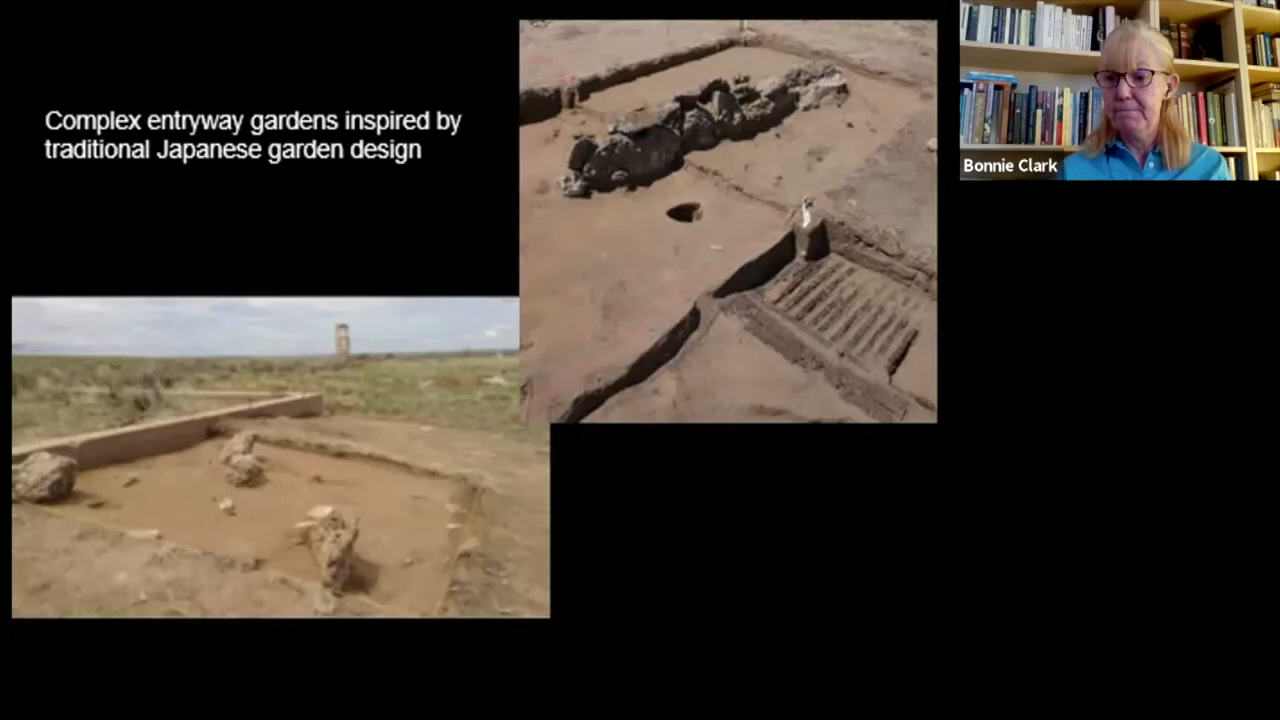 Complex entryway gardens inspired by
traditional Japanese garden design
Bonnie Clark